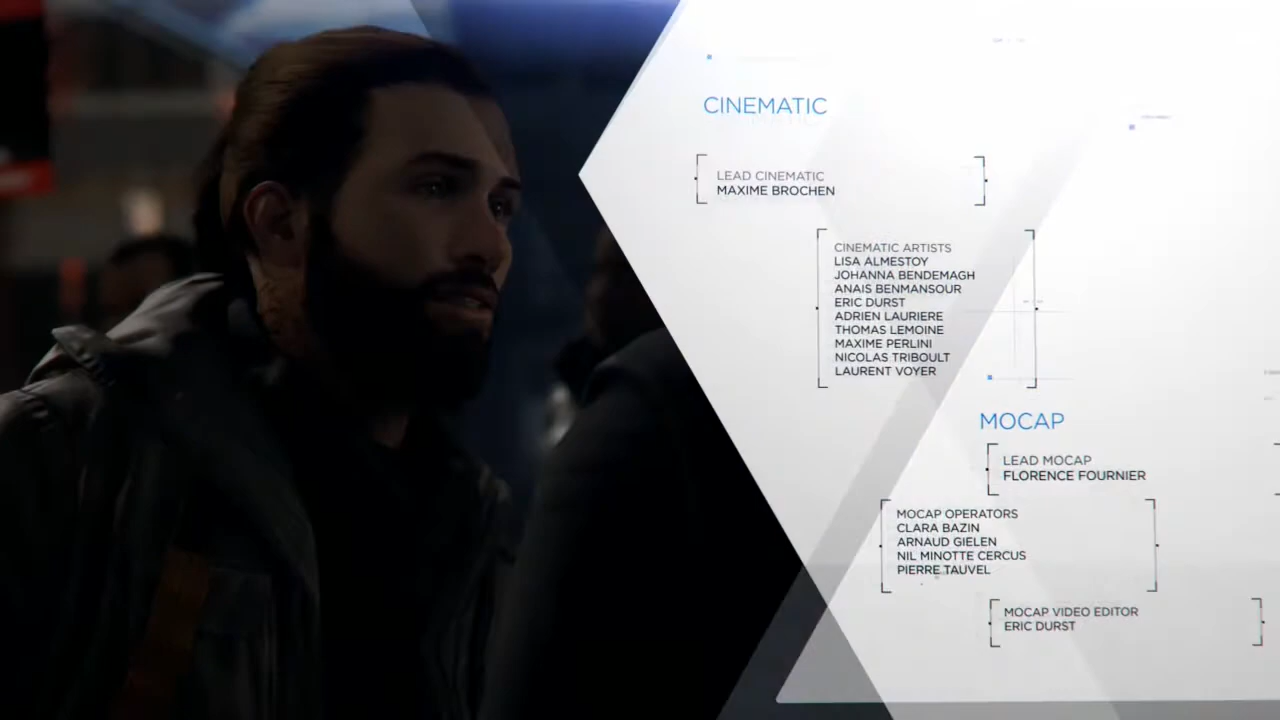 CINEMATIC
LEAD CINEMATIC
MAXIME BROCHEN
CINEMATIC ARTISTS
LISA ALMESTOY
JOHANNA BENDEMAGH
ANAIS BENMANSOUR
ERIC DURST
ADRIEN LAURIERE
THOMAS LEMOINE
MAXIME PERLINI
NICOLAS TRIBOULT
LAURENT VOYER
MOCAP
LEAD MOCAP
FLORENCE FOURNIER
MOCAP OPERATORS
CLARA BAZIN
ARNAUD GIELEN
NIL MINOTTE CERCUS
PIERRE TAUVEL
MOCAP VIDEO EDITOR
ERIC DURST